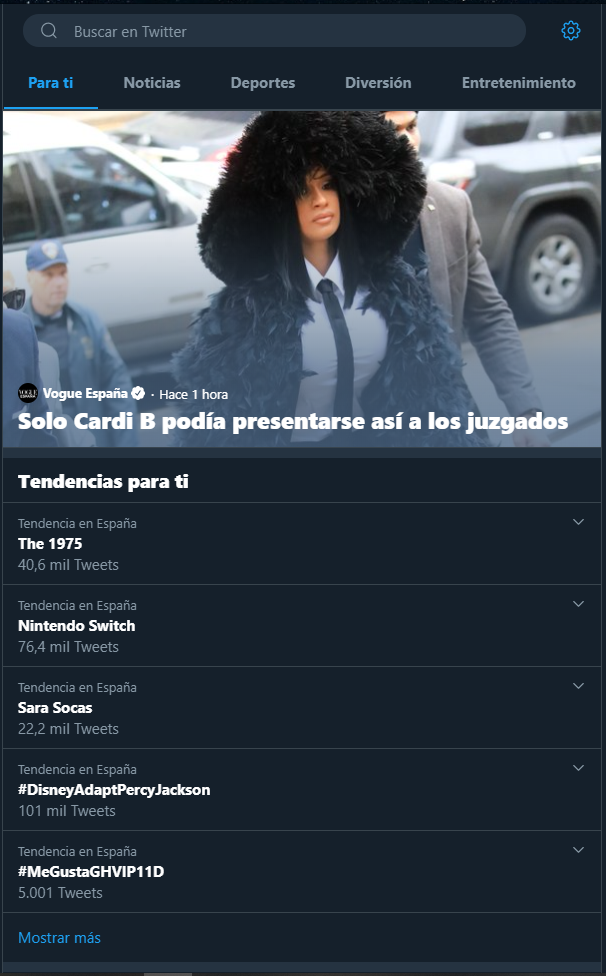 Buscar en Twitter
Para ti
Noticias
Deportes
Diversión
Entretenimiento
VOGUE
ESPAÑA
Vogue España · Hace 1 hora
Solo Cardi B podía presentarse así a los juzgados
Tendencias para ti
Tendencia en España
The 1975
40,6 mil Tweets
Tendencia en España
Nintendo Switch
76,4 mil Tweets
Tendencia en España
Sara Socas
22,2 mil Tweets
Tendencia en España
#DisneyAdaptPercyJackson
101 mil Tweets
Tendencia en España
#MeGustaGHVIP11D
5.001 Tweets
Mostrar más